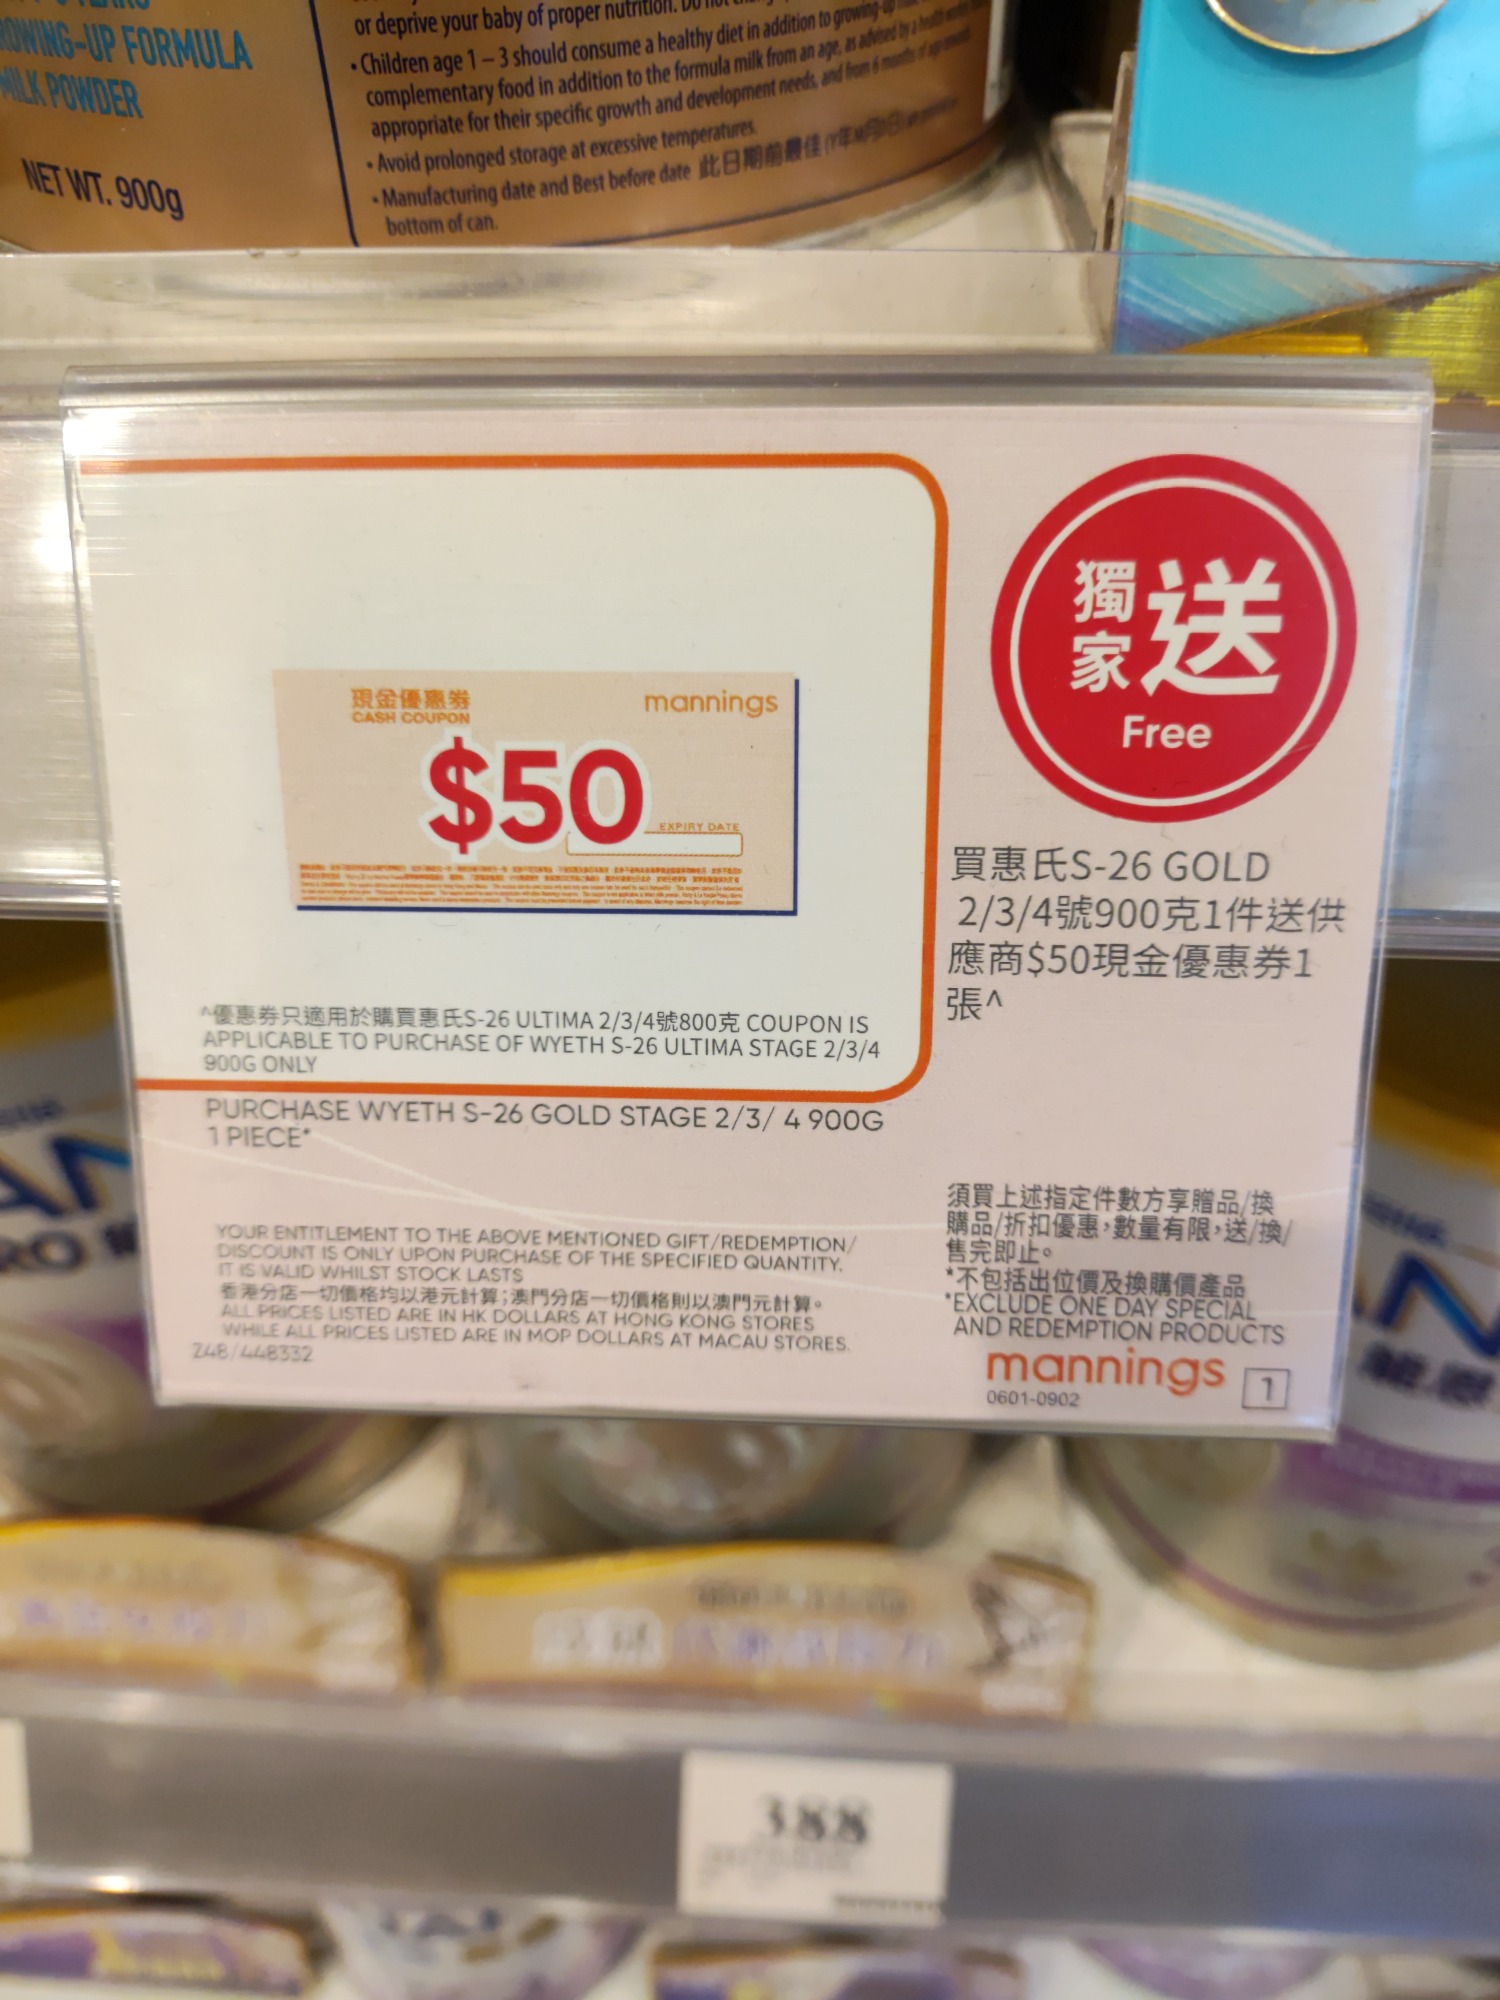 OWING-UP FORMULA
MILK POWDER
NET WT. 900g
or deprive your baby of proper nutrition.
• Children age 1 – 3 should consume a healthy diet in addition to growing-up
complementary food in addition to the formula milk from an age, as advised by a health
appropriate for their specific growth and development needs, and from 6 months of age
• Avoid prolonged storage at excessive temperatures.
• Manufacturing date and Best before date 此日期前最佳
bottom of can.
現金優惠券
CASH COUPON
mannings
$50
EXPIRY DATE
獨家送
Free
買惠氏S-26 GOLD
2/3/4號900克1件送供
應商$50現金優惠券1
張^
^優惠券只適用於購買惠氏S-26 ULTIMA 2/3/4號800克 COUPON IS
APPLICABLE TO PURCHASE OF WYETH S-26 ULTIMA STAGE 2/3/4
900G ONLY
PURCHASE WYETH S-26 GOLD STAGE 2/3/ 4 900G
1 PIECE*
YOUR ENTITLEMENT TO THE ABOVE MENTIONED GIFT/REDEMPTION/
DISCOUNT IS ONLY UPON PURCHASE OF THE SPECIFIED QUANTITY.
IT IS VALID WHILST STOCK LASTS
香港分店一切價格均以港元計算;澳門分店一切價格則以澳門元計算。
ALL PRICES LISTED ARE IN HK DOLLARS AT HONG KONG STORES
WHILE ALL PRICES LISTED ARE IN MOP DOLLARS AT MACAU STORES.
Z48/448332
須買上述指定件數方享贈品/換
購品/折扣優惠,數量有限,送/換/
售完即止。
*不包括出位價及換購價產品
*EXCLUDE ONE DAY SPECIAL
AND REDEMPTION PRODUCTS
mannings
0601-0902
1
388